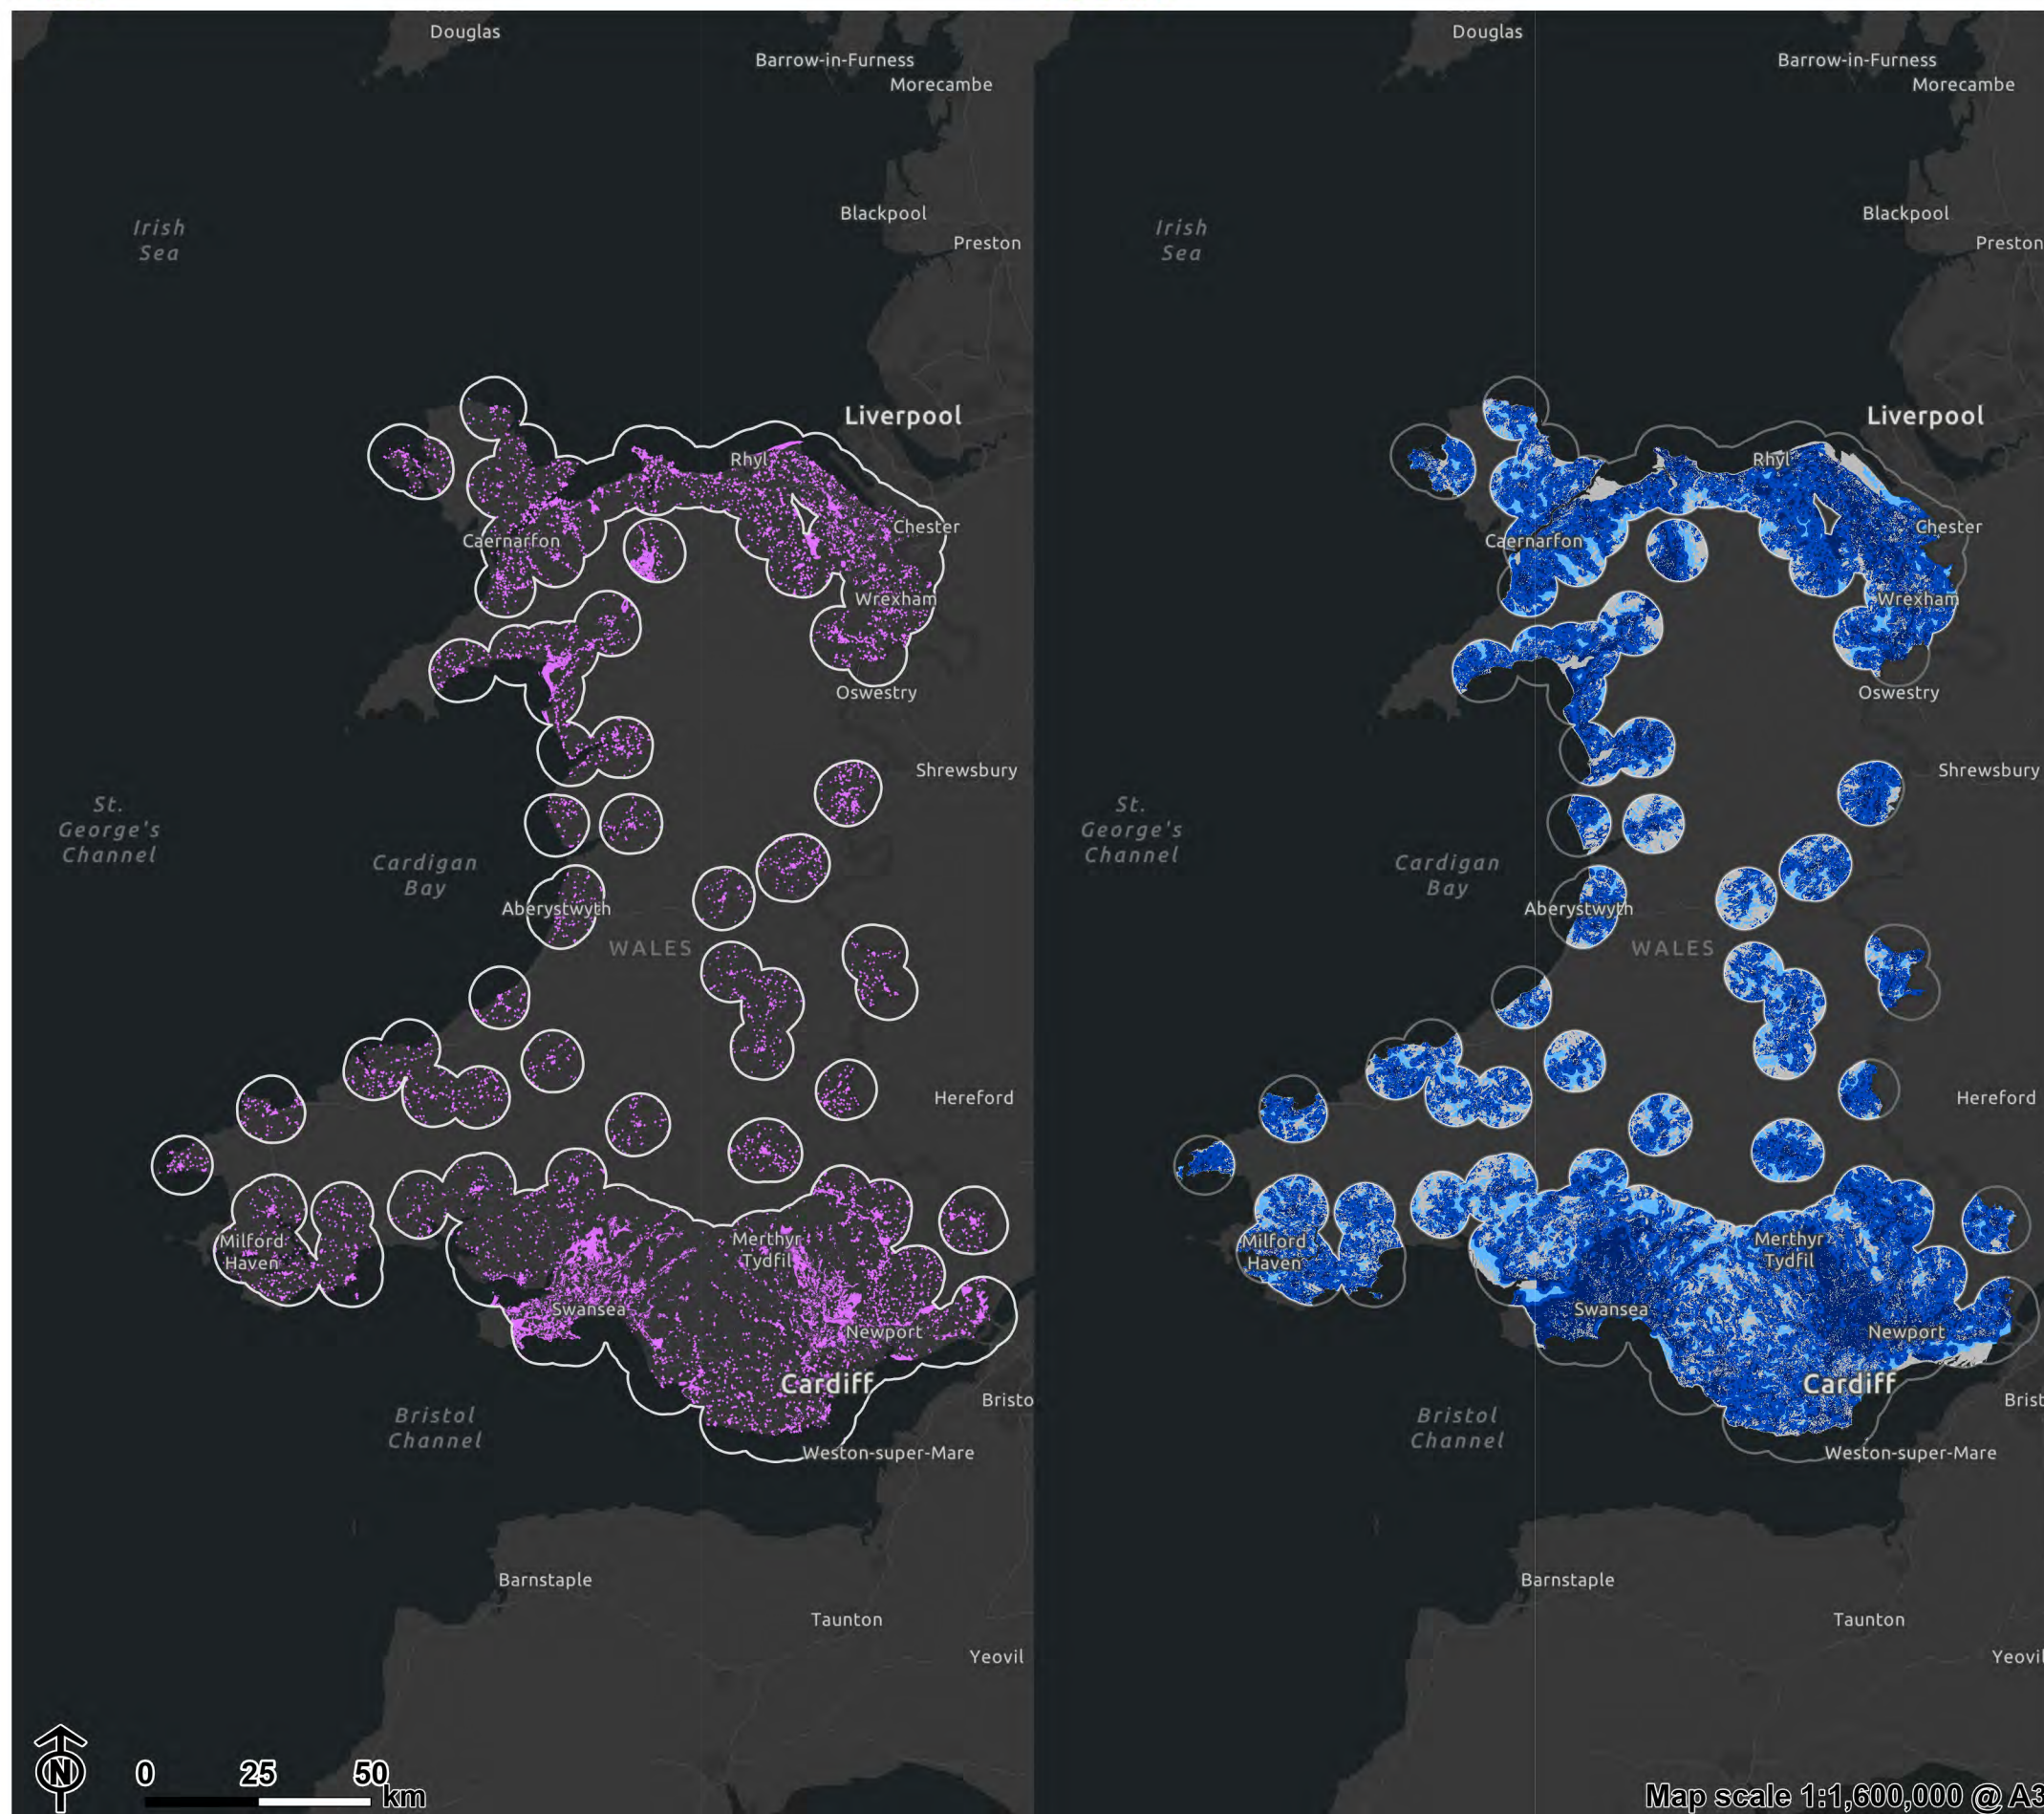 Douglas
Barrow-in-Furness
Morecambe
Blackpool
Preston
Irish
Sea
Liverpool
Rhyl
Chester
Caernarfon
Wrexham
Oswestry
Shrewsbury
St.
George's
Channel
Cardigan
Bay
Aberystwyth
WALES
Hereford
Milford
Haven
Merthyr
Tydfil
Swansea
Newport
Cardiff
Bristo
Bristol
Channel
Weston-super-Mare
Barnstaple
Taunton
Yeovil
N
0 25 50
km
Douglas
Barrow-in-Furness
Morecambe
Blackpool
Preston
Irish
Sea
Liverpool
Rhyl
Chester
Caernarfon
Wrexham
Oswestry
Shrewsbury
St.
George's
Channel
Cardigan
Bay
Aberystwyth
WALES
Hereford
Milford
Haven
Merthyr
Tydfil
Swansea
Newport
Cardiff
Brist
Bristol
Channel
Weston-super-Mare
Barnstaple
Taunton
Yeovil
Map scale 1:1,600,000 @ A3